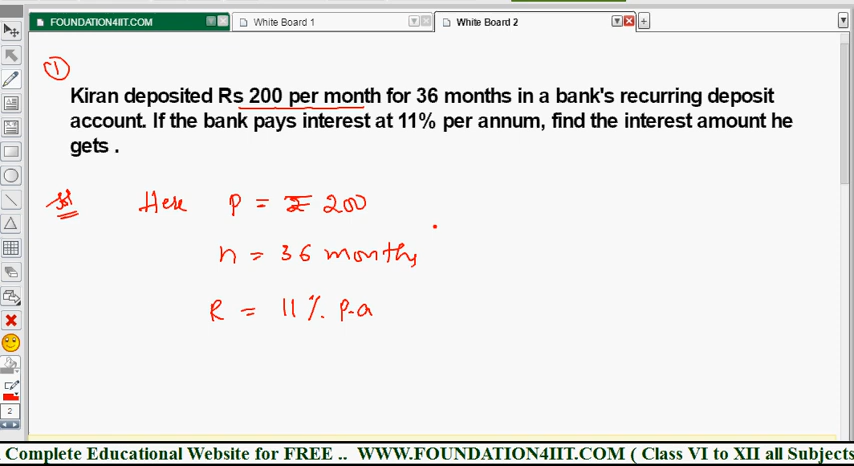 FOUNDATION4IIT.COM
White Board 1
White Board 2
①
Kiran deposited Rs 200 per month for 36 months in a bank's recurring deposit
account. If the bank pays interest at 11% per annum, find the interest amount he
gets .
Sol Here P = ₹ 200
n = 36 months
R = 11% P.a
2
Complete Educational Website for FREE .. WWW.FOUNDATION4IIT.COM ( Class VI to XII all Subjects